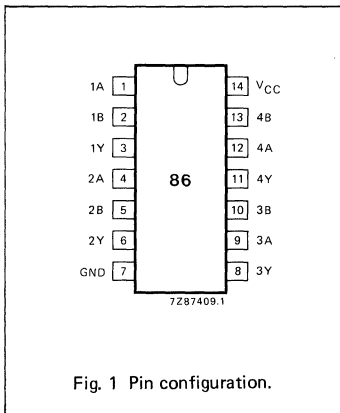 1A 1 14 VCC
1B 2 13 4B
1Y 3 12 4A
2A 4 86 11 4Y
2B 5 10 3B
2Y 6 9 3A
GND 7 8 3Y
7Z87409.1
Fig. 1 Pin configuration.